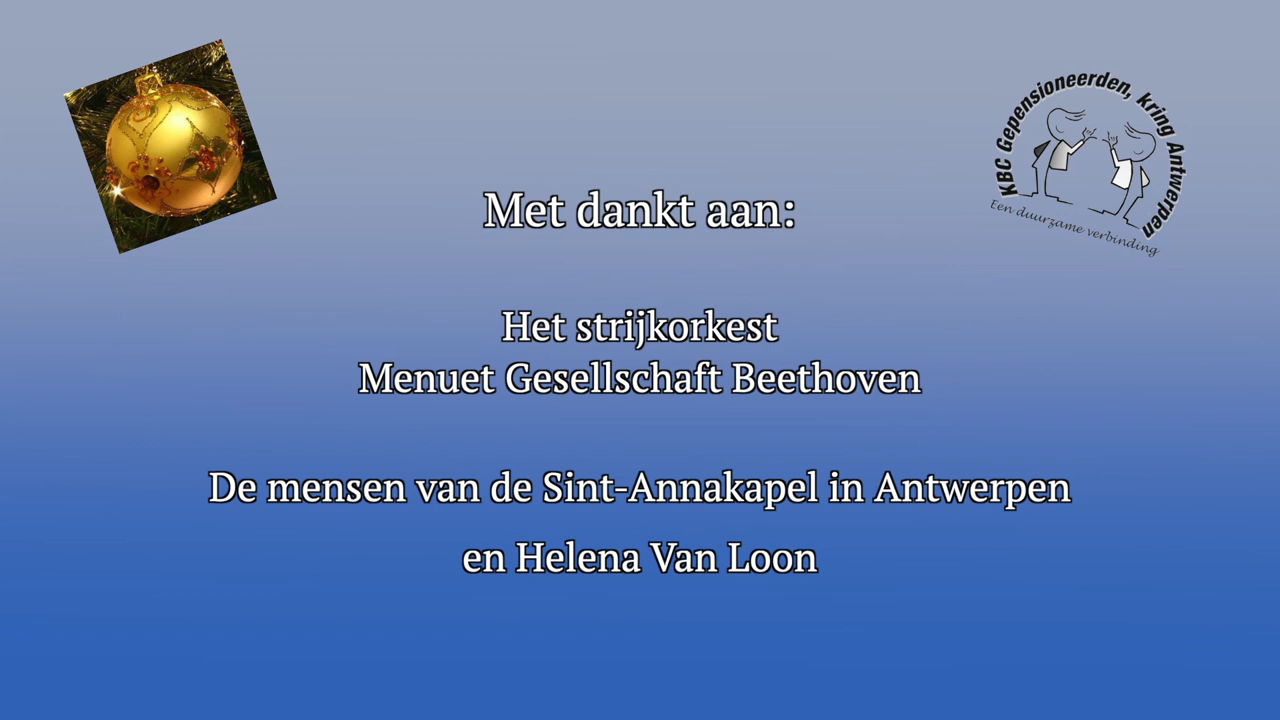 KBC Gepensioneerden, kring Antwerpen
Een duurzame verbinding
Met dankt aan:
Het strijkorkest
Menuet Gesellschaft Beethoven
De mensen van de Sint-Annakapel in Antwerpen
en Helena Van Loon